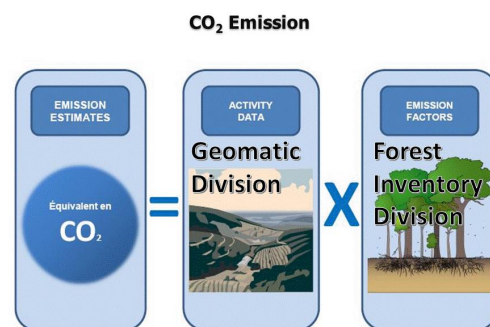 CO₂ Emission
EMISSION
ESTIMATES
Équivalent en
CO₂
=
ACTIVITY
DATA
Geomatic
Division
X
EMISSION
FACTORS
Forest
Inventory
Division